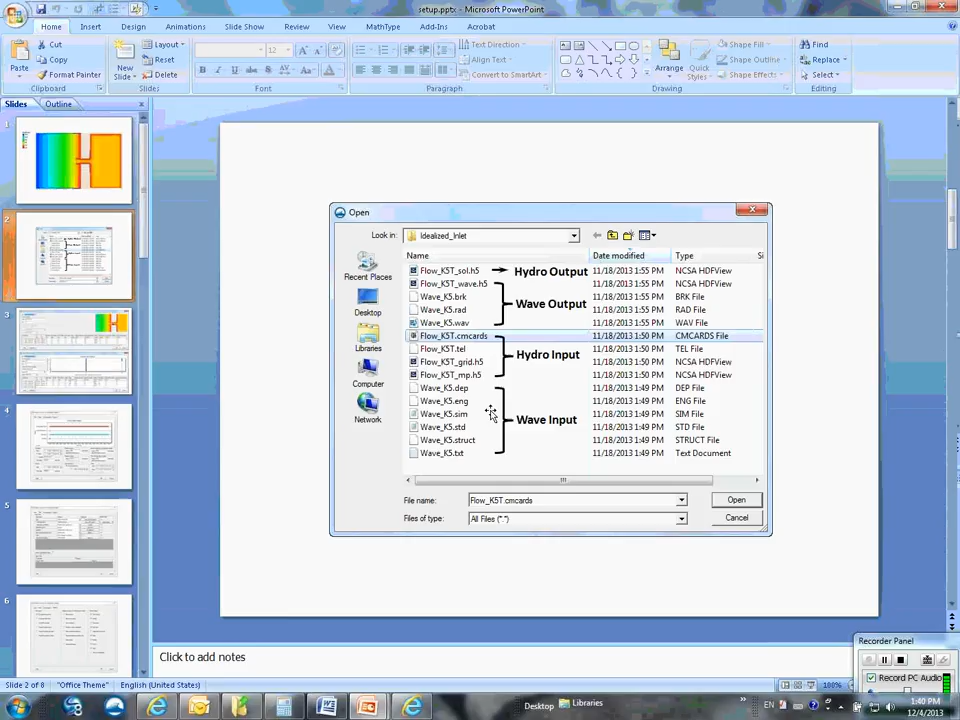 setup.pptx - Microsoft PowerPoint
Home Insert Design Animations Slide Show Review View MathType Add-Ins Acrobat
Paste
Cut
Copy
Format Painter
Clipboard
New Slide
Layout
Reset
Delete
Slides
12
Font
Text Direction
Align Text
Convert to SmartArt
Paragraph
Arrange
Quick Styles
Shape Fill
Shape Outline
Shape Effects
Drawing
Find
Replace
Select
Editing
Slides Outline
1
2
3
4
5
6
Open
Look in: Idealized_Inlet
Recent Places
Desktop
Libraries
Computer
Network
Name Date modified Type Si
Flow_K5T_sol.h5 Hydro Output 11/18/2013 1:55 PM NCSA HDFView
Flow_K5T_wave.h5 11/18/2013 1:55 PM NCSA HDFView
Wave_K5.brk Wave Output 11/18/2013 1:55 PM BRK File
Wave_K5.rad 11/18/2013 1:55 PM RAD File
Wave_K5.wav 11/18/2013 1:55 PM WAV File
Flow_K5T.cmcards 11/18/2013 1:50 PM CMCARDS File
Flow_K5T.tel Hydro Input 11/18/2013 1:50 PM TEL File
Flow_K5T_grid.h5 11/18/2013 1:50 PM NCSA HDFView
Flow_K5T_mp.h5 11/18/2013 1:50 PM NCSA HDFView
Wave_K5.dep 11/18/2013 1:49 PM DEP File
Wave_K5.eng 11/18/2013 1:49 PM ENG File
Wave_K5.sim Wave Input 11/18/2013 1:49 PM SIM File
Wave_K5.std 11/18/2013 1:49 PM STD File
Wave_K5.struct 11/18/2013 1:49 PM STRUCT File
Wave_K5.txt 11/18/2013 1:49 PM Text Document
File name: Flow_K5T.cmcards Open
Files of type: All Files (*.*) Cancel
Click to add notes
Recorder Panel
Record PC Audio
Slide 2 of 8 "Office Theme" English (United States) 100%
Desktop Libraries EN 1:40 PM
12/4/2013